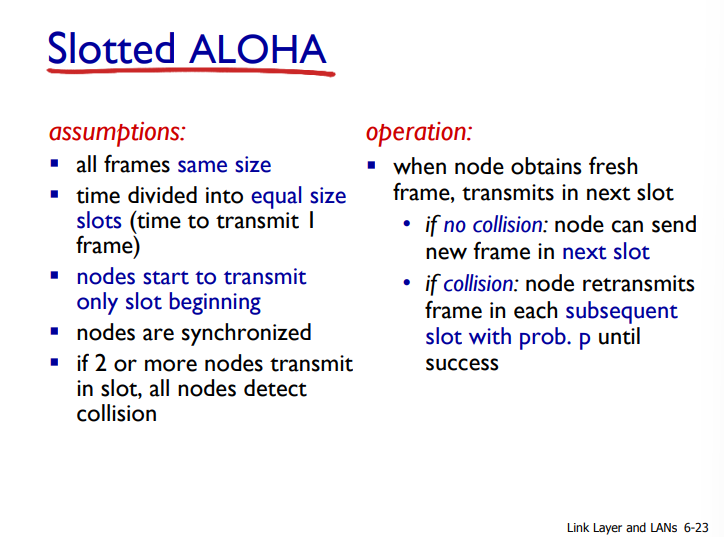 Slotted ALOHA
assumptions:
▪ all frames same size
▪ time divided into equal size
slots (time to transmit 1
frame)
▪ nodes start to transmit
only slot beginning
▪ nodes are synchronized
▪ if 2 or more nodes transmit
in slot, all nodes detect
collision
operation:
▪ when node obtains fresh
frame, transmits in next slot
• if no collision: node can send
new frame in next slot
• if collision: node retransmits
frame in each subsequent
slot with prob. p until
success
Link Layer and LANs 6-23